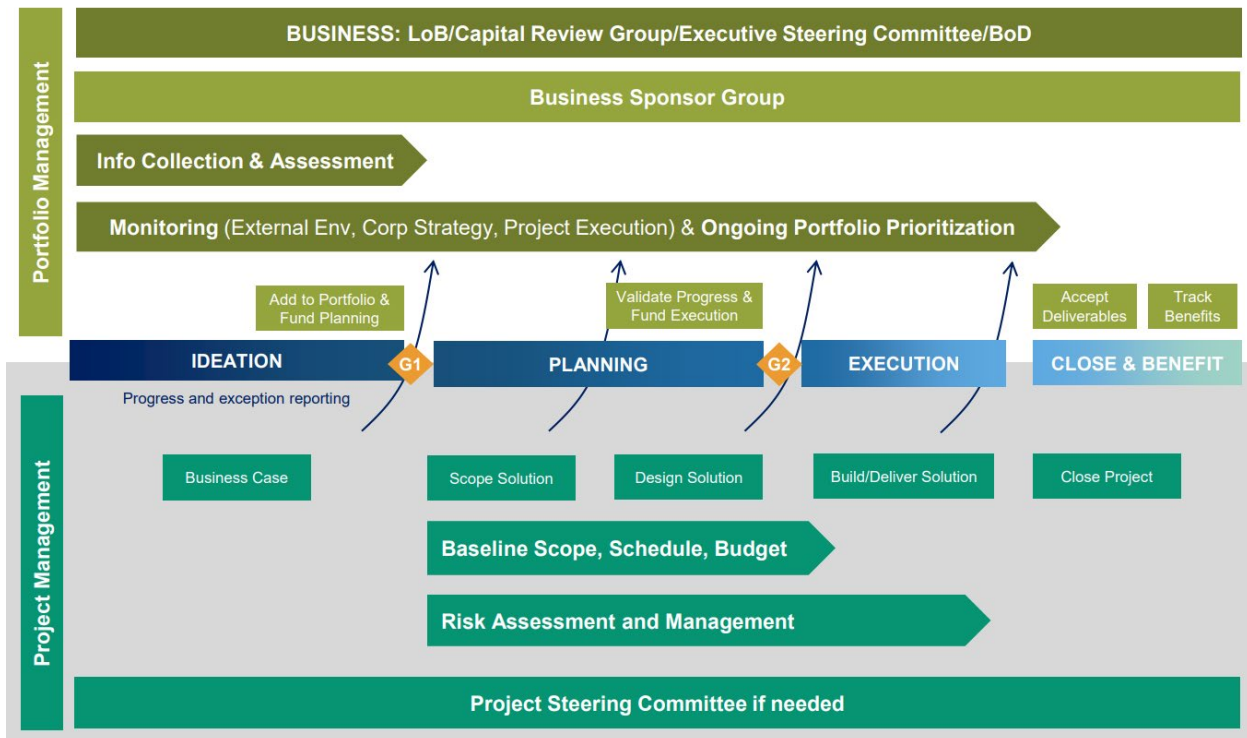 Portfolio Management
BUSINESS: LoB/Capital Review Group/Executive Steering Committee/BoD
Business Sponsor Group
Info Collection & Assessment
Monitoring (External Env, Corp Strategy, Project Execution) & Ongoing Portfolio Prioritization
Add to Portfolio &
Fund Planning
Validate Progress &
Fund Execution
Accept
Deliverables
Track
Benefits
IDEATION
G1
PLANNING
G2
EXECUTION
CLOSE & BENEFIT
Project Management
Progress and exception reporting
Business Case
Scope Solution
Design Solution
Build/Deliver Solution
Close Project
Baseline Scope, Schedule, Budget
Risk Assessment and Management
Project Steering Committee if needed